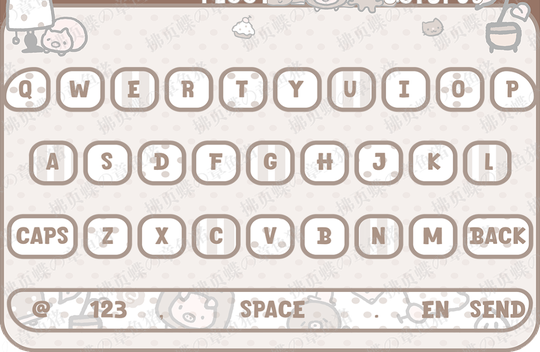 Q W E R T Y U I O P
A S D F G H J K L
CAPS Z X C V B N M BACK
@ 123 , SPACE . EN SEND